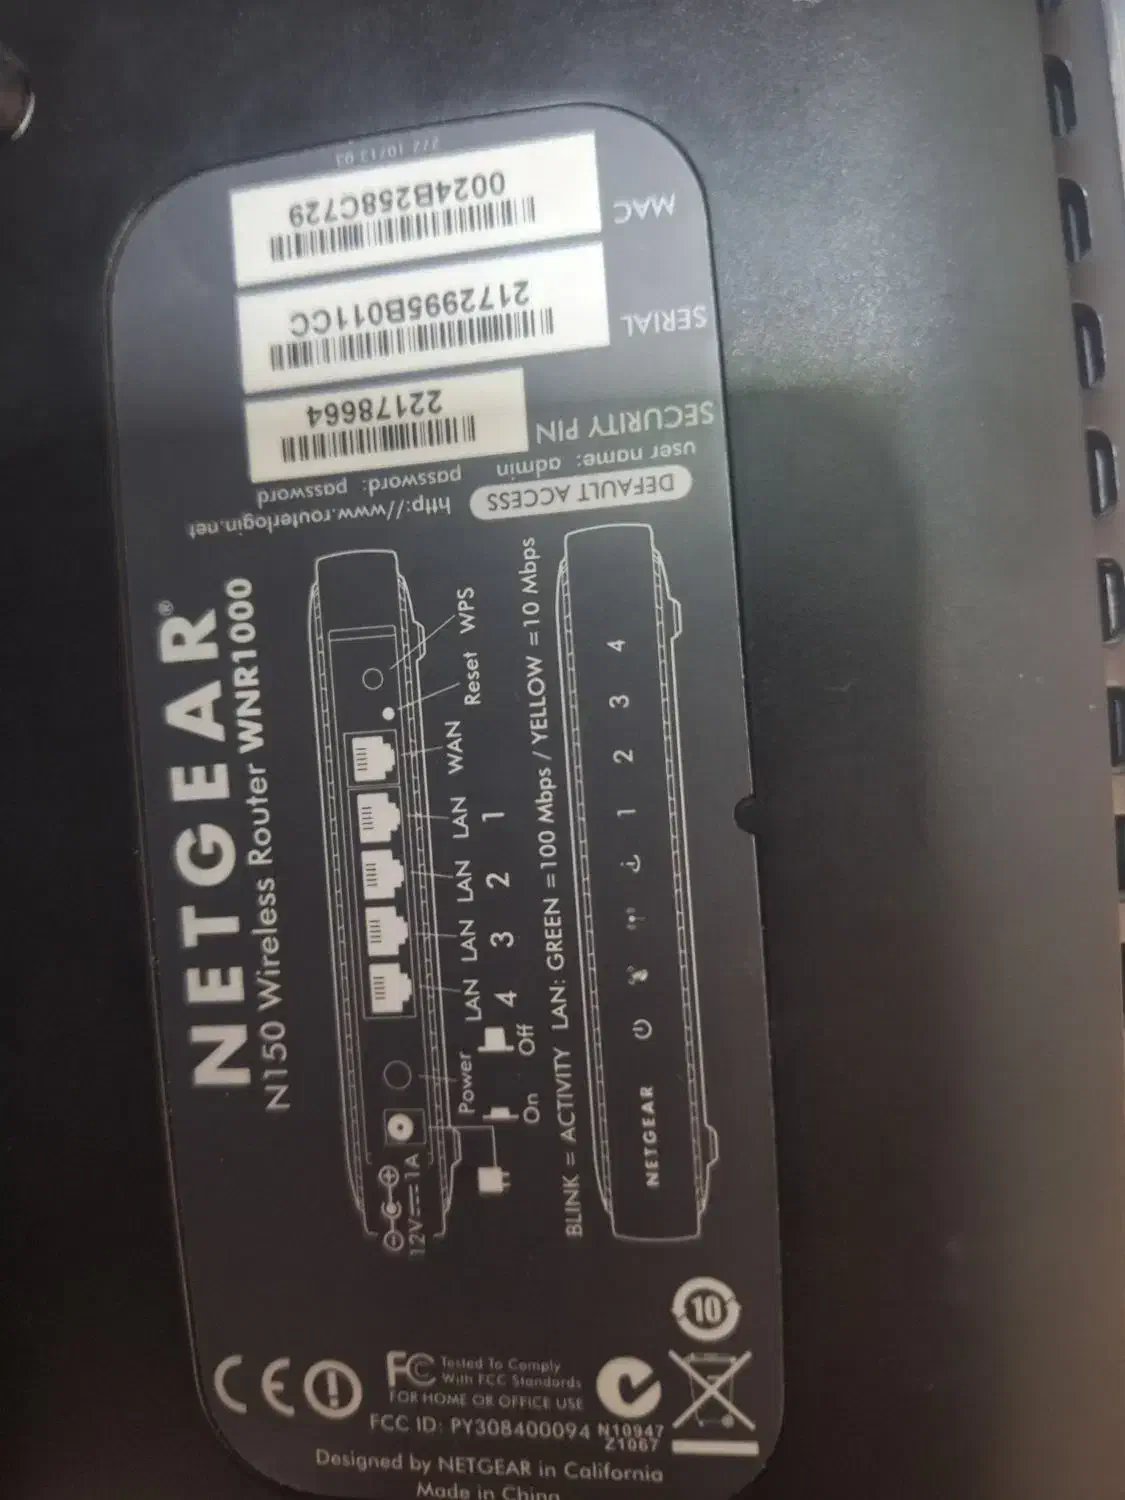 NETGEAR®
N150 Wireless Router WNR1000
12V 1A
Power
On
Off
LAN LAN LAN LAN WAN
4 3 2 1
Reset WPS
BLINK = ACTIVITY LAN: GREEN =100 Mbps / YELLOW =10 Mbps
NETGEAR 1 2 3 4
DEFAULT ACCESS
http://www.routerlogin.net
user name: admin password: password
SECURITY PIN
22178664
SERIAL
2172995B011CC
MAC
0024B258C729
CE
FC Tested To Comply
With FCC Standards
FOR HOME OR OFFICE USE
FCC ID: PY308400094
N10947
Z1067
10
Designed by NETGEAR in California
Made in China